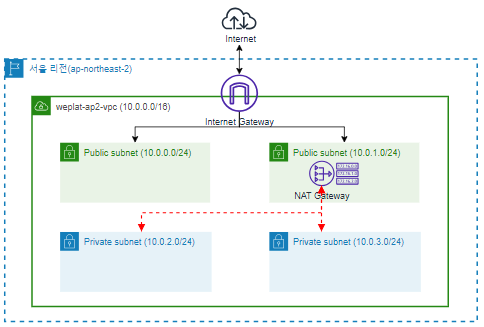 Internet
서울 리전(ap-northeast-2)
weplat-ap2-vpc (10.0.0.0/16)
Internet Gateway
Public subnet (10.0.0.0/24)
Public subnet (10.0.1.0/24)
NAT Gateway
Private subnet (10.0.2.0/24)
Private subnet (10.0.3.0/24)